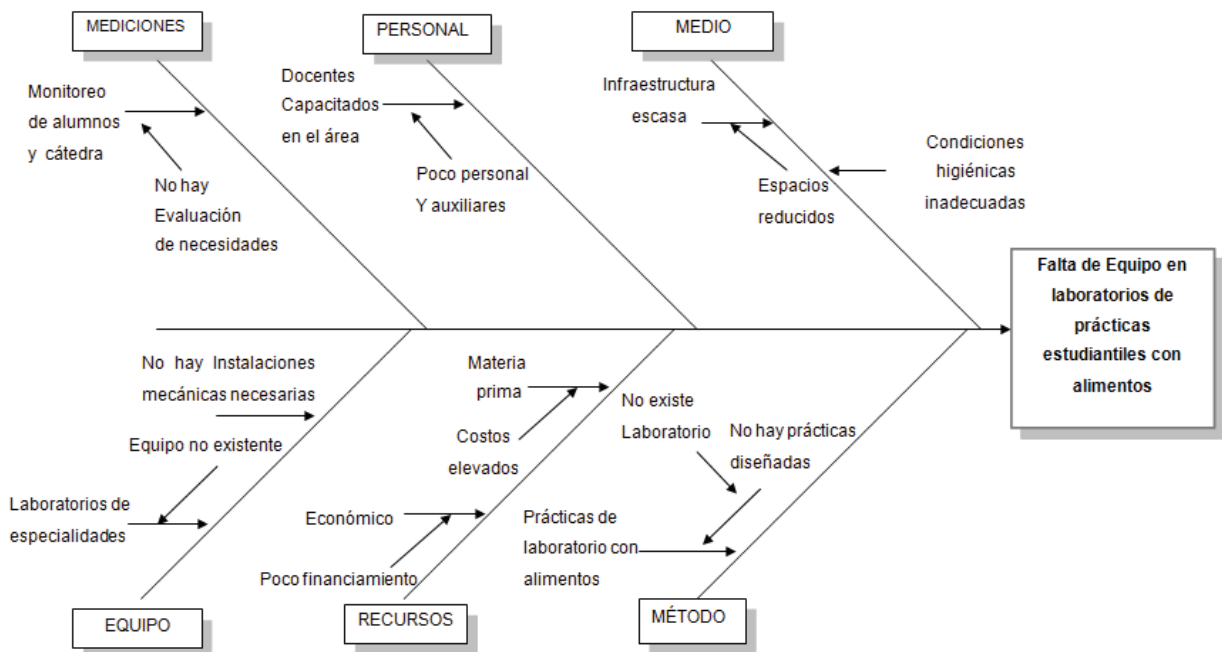 MEDICIONES
PERSONAL
MEDIO
Monitoreo
de alumnos
y cátedra
No hay
Evaluación
de necesidades
Docentes
Capacitados
en el área
Poco personal
Y auxiliares
Infraestructura
escasa
Espacios
reducidos
Condiciones
higiénicas
inadecuadas
Falta de Equipo en
laboratorios de
prácticas
estudiantiles con
alimentos
No hay Instalaciones
mecánicas necesarias
Equipo no existente
Laboratorios de
especialidades
Materia
prima
Costos
elevados
Económico
Poco financiamiento
No existe
Laboratorio
No hay prácticas
diseñadas
Prácticas de
laboratorio con
alimentos
EQUIPO
RECURSOS
MÉTODO